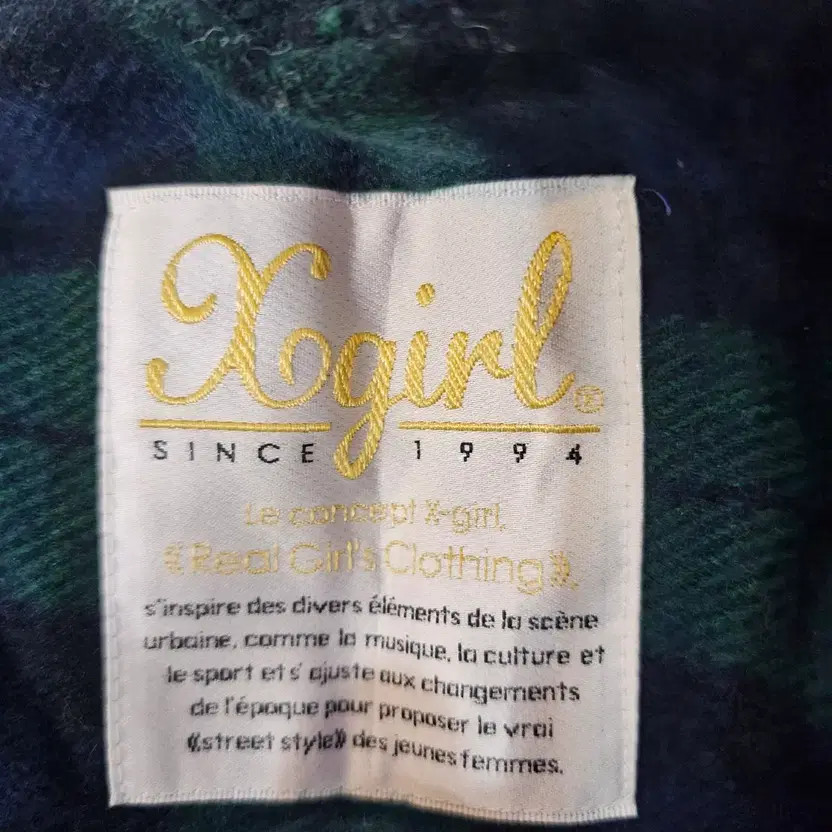 X girl ®
SINCE 1994
Le concept X-girl,
«Real Girl's Clothing»,
s'inspire des divers éléments de la scène
urbaine, comme la musique, la culture et
le sport et s' ajuste aux changements
de l'époque pour proposer le vrai
«street style» des jeunes femmes.